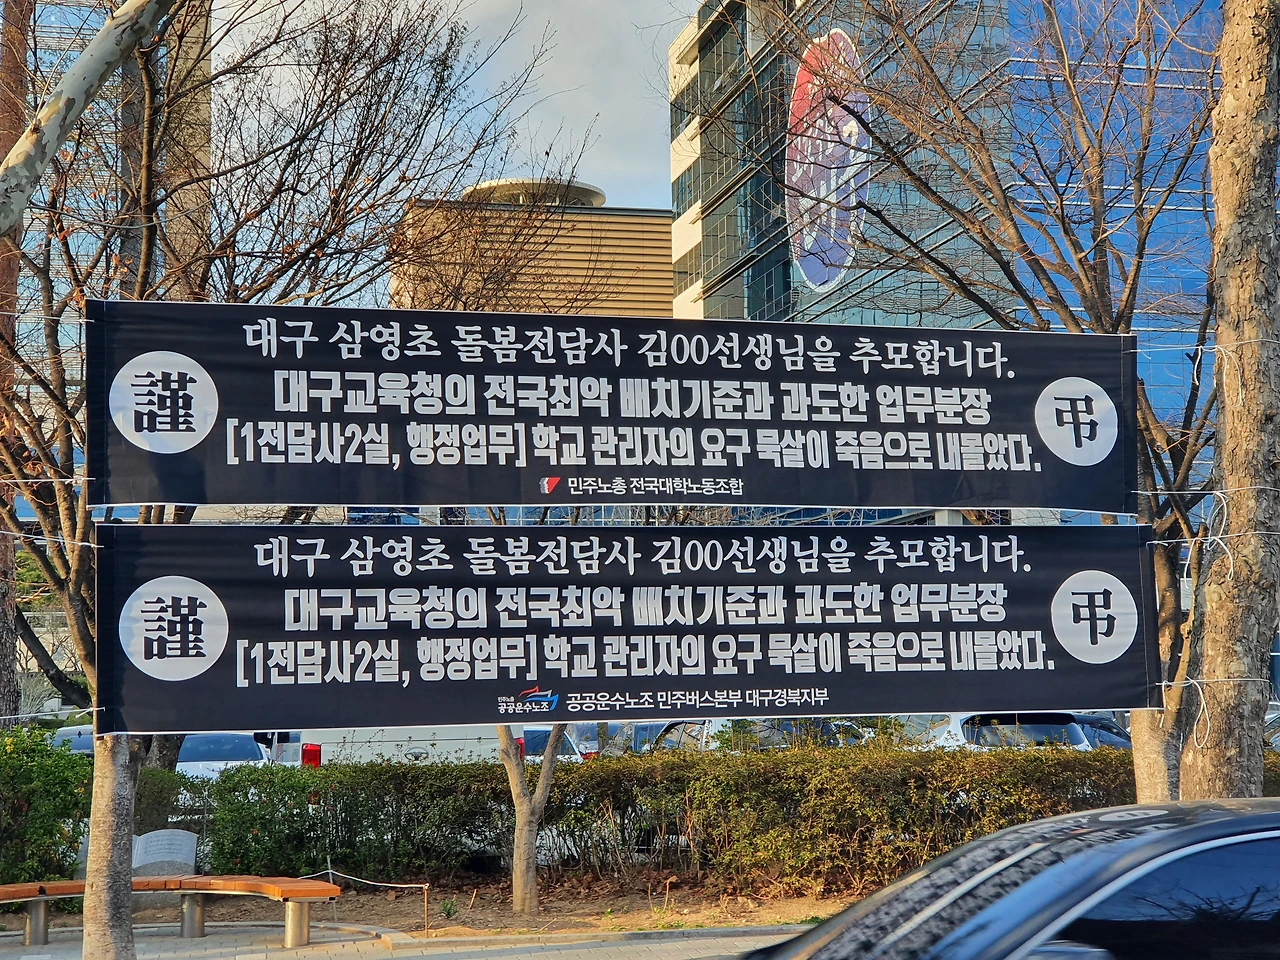 대구 삼영초 돌봄전담사 김00선생님을 추모합니다.
謹
대구교육청의 전국최악 배치기준과 과도한 업무분장
弔
[1전담사2실, 행정업무] 학교 관리자의 요구 묵살이 죽음으로 내몰았다.
민주노총 전국대학노동조합
대구 삼영초 돌봄전담사 김00선생님을 추모합니다.
謹
대구교육청의 전국최악 배치기준과 과도한 업무분장
弔
[1전담사2실, 행정업무] 학교 관리자의 요구 묵살이 죽음으로 내몰았다.
민주노총
공공운수노조 공공운수노조 민주버스본부 대구경북지부